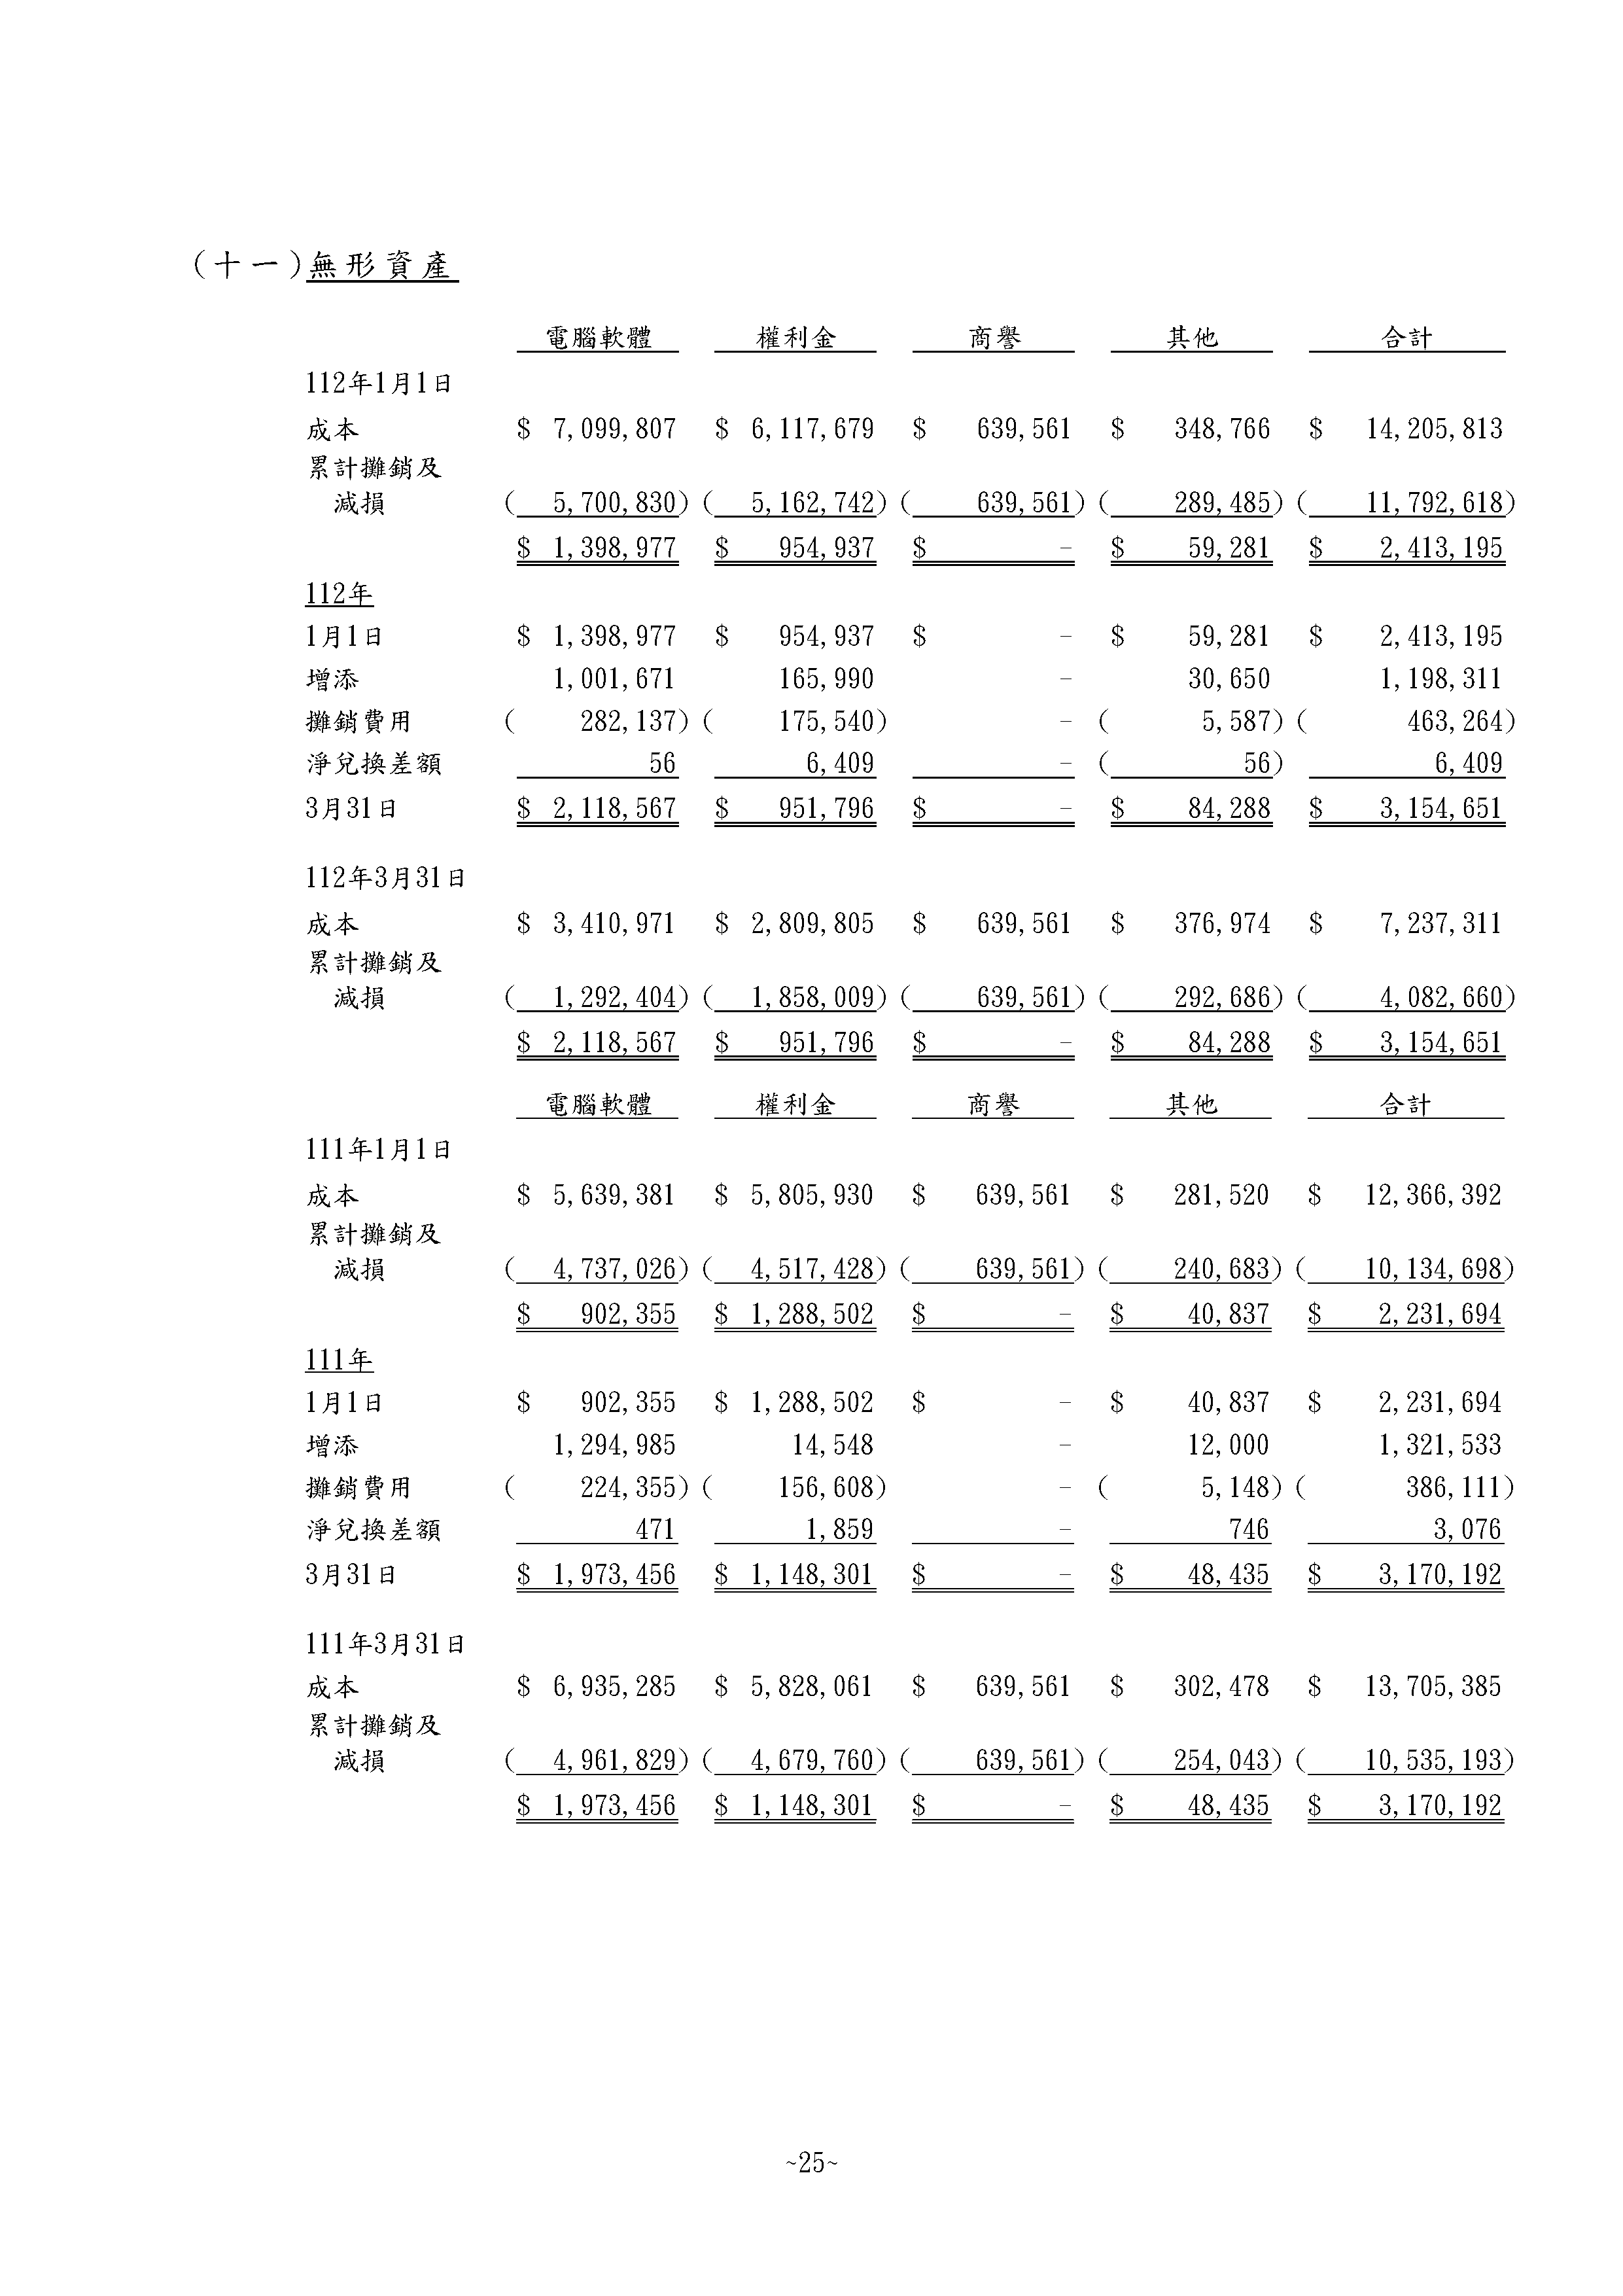 (十一)無形資產
電腦軟體 權利金 商譽 其他 合計
112年1月1日
成本 $ 7,099,807 $ 6,117,679 $ 639,561 $ 348,766 $ 14,205,813
累計攤銷及
減損 ( 5,700,830) ( 5,162,742) ( 639,561) ( 289,485) ( 11,792,618)
$ 1,398,977 $ 954,937 $ - $ 59,281 $ 2,413,195
112年
1月1日 $ 1,398,977 $ 954,937 $ - $ 59,281 $ 2,413,195
增添 1,001,671 165,990 - 30,650 1,198,311
攤銷費用 ( 282,137) ( 175,540) - ( 5,587) ( 463,264)
淨兌換差額 56 6,409 - ( 56) 6,409
3月31日 $ 2,118,567 $ 951,796 $ - $ 84,288 $ 3,154,651
112年3月31日
成本 $ 3,410,971 $ 2,809,805 $ 639,561 $ 376,974 $ 7,237,311
累計攤銷及
減損 ( 1,292,404) ( 1,858,009) ( 639,561) ( 292,686) ( 4,082,660)
$ 2,118,567 $ 951,796 $ - $ 84,288 $ 3,154,651
電腦軟體 權利金 商譽 其他 合計
111年1月1日
成本 $ 5,639,381 $ 5,805,930 $ 639,561 $ 281,520 $ 12,366,392
累計攤銷及
減損 ( 4,737,026) ( 4,517,428) ( 639,561) ( 240,683) ( 10,134,698)
$ 902,355 $ 1,288,502 $ - $ 40,837 $ 2,231,694
111年
1月1日 $ 902,355 $ 1,288,502 $ - $ 40,837 $ 2,231,694
增添 1,294,985 14,548 - 12,000 1,321,533
攤銷費用 ( 224,355) ( 156,608) - ( 5,148) ( 386,111)
淨兌換差額 471 1,859 - 746 3,076
3月31日 $ 1,973,456 $ 1,148,301 $ - $ 48,435 $ 3,170,192
111年3月31日
成本 $ 6,935,285 $ 5,828,061 $ 639,561 $ 302,478 $ 13,705,385
累計攤銷及
減損 ( 4,961,829) ( 4,679,760) ( 639,561) ( 254,043) ( 10,535,193)
$ 1,973,456 $ 1,148,301 $ - $ 48,435 $ 3,170,192
~25~